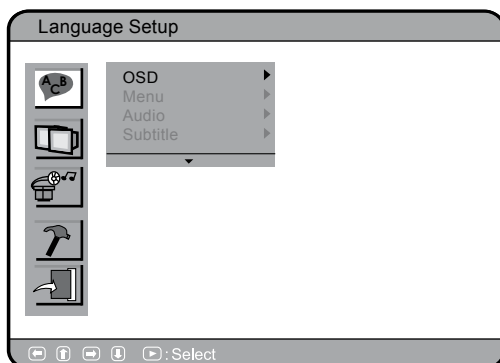 Language Setup
A B C
OSD
Menu
Audio
Subtitle
: Select